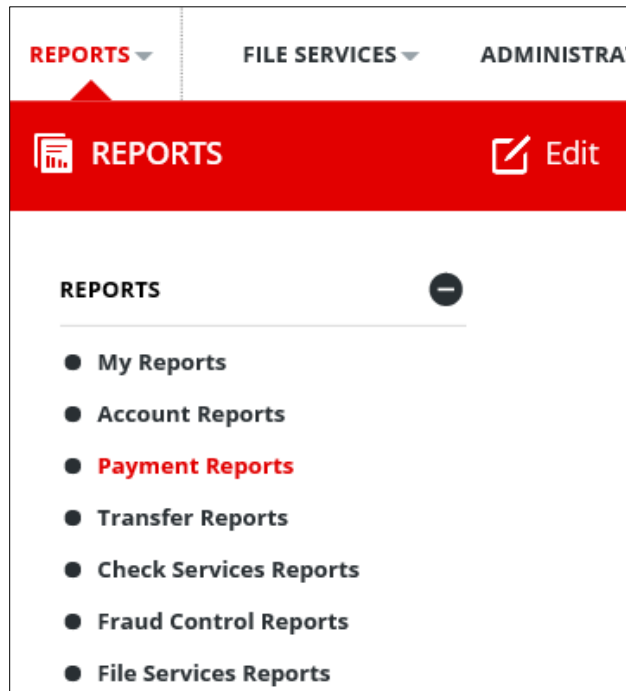 REPORTS FILE SERVICES ADMINISTRA
REPORTS Edit
REPORTS
My Reports
Account Reports
Payment Reports
Transfer Reports
Check Services Reports
Fraud Control Reports
File Services Reports